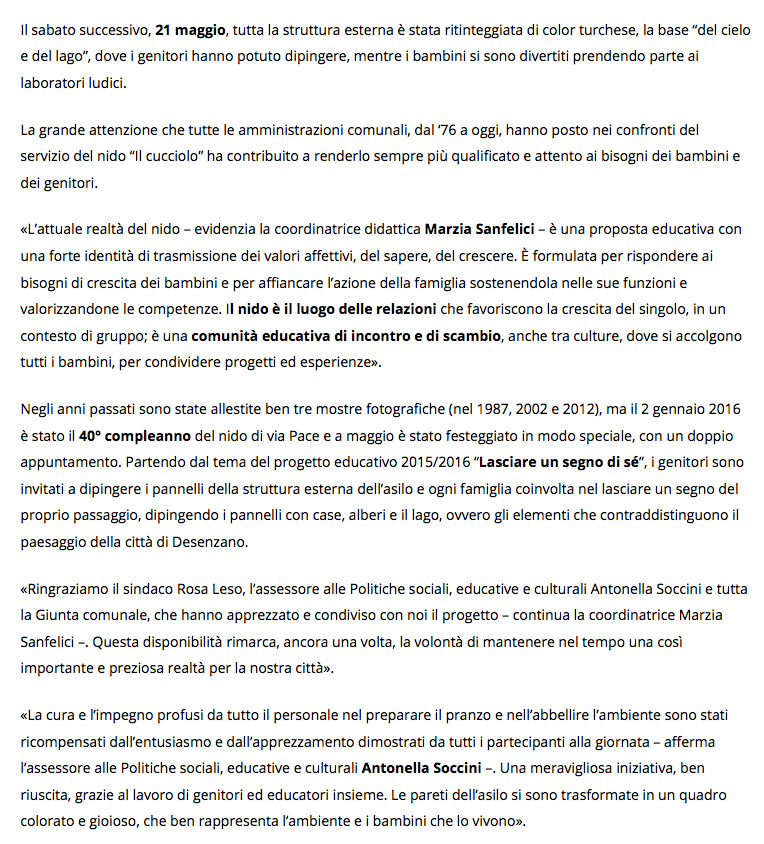 Il sabato successivo, 21 maggio, tutta la struttura esterna è stata ritinteggiata di color turchese, la base “del cielo
e del lago”, dove i genitori hanno potuto dipingere, mentre i bambini si sono divertiti prendendo parte ai
laboratori ludici.
La grande attenzione che tutte le amministrazioni comunali, dal ‘76 a oggi, hanno posto nei confronti del
servizio del nido “Il cucciolo” ha contribuito a renderlo sempre più qualificato e attento ai bisogni dei bambini e
dei genitori.
«L’attuale realtà del nido – evidenzia la coordinatrice didattica Marzia Sanfelici – è una proposta educativa con
una forte identità di trasmissione dei valori affettivi, del sapere, del crescere. È formulata per rispondere ai
bisogni di crescita dei bambini e per affiancare l’azione della famiglia sostenendola nelle sue funzioni e
valorizzandone le competenze. Il nido è il luogo delle relazioni che favoriscono la crescita del singolo, in un
contesto di gruppo; è una comunità educativa di incontro e di scambio, anche tra culture, dove si accolgono
tutti i bambini, per condividere progetti ed esperienze».
Negli anni passati sono state allestite ben tre mostre fotografiche (nel 1987, 2002 e 2012), ma il 2 gennaio 2016
è stato il 40° compleanno del nido di via Pace e a maggio è stato festeggiato in modo speciale, con un doppio
appuntamento. Partendo dal tema del progetto educativo 2015/2016 “Lasciare un segno di sé”, i genitori sono
invitati a dipingere i pannelli della struttura esterna dell’asilo e ogni famiglia coinvolta nel lasciare un segno del
proprio passaggio, dipingendo i pannelli con case, alberi e il lago, ovvero gli elementi che contraddistinguono il
paesaggio della città di Desenzano.
«Ringraziamo il sindaco Rosa Leso, l’assessore alle Politiche sociali, educative e culturali Antonella Soccini e tutta
la Giunta comunale, che hanno apprezzato e condiviso con noi il progetto – continua la coordinatrice Marzia
Sanfelici –. Questa disponibilità rimarca, ancora una volta, la volontà di mantenere nel tempo una così
importante e preziosa realtà per la nostra città».
«La cura e l’impegno profusi da tutto il personale nel preparare il pranzo e nell’abbellire l’ambiente sono stati
ricompensati dall’entusiasmo e dall’apprezzamento dimostrati da tutti i partecipanti alla giornata – afferma
l’assessore alle Politiche sociali, educative e culturali Antonella Soccini –. Una meravigliosa iniziativa, ben
riuscita, grazie al lavoro di genitori ed educatori insieme. Le pareti dell’asilo si sono trasformate in un quadro
colorato e gioioso, che ben rappresenta l’ambiente e i bambini che lo vivono».